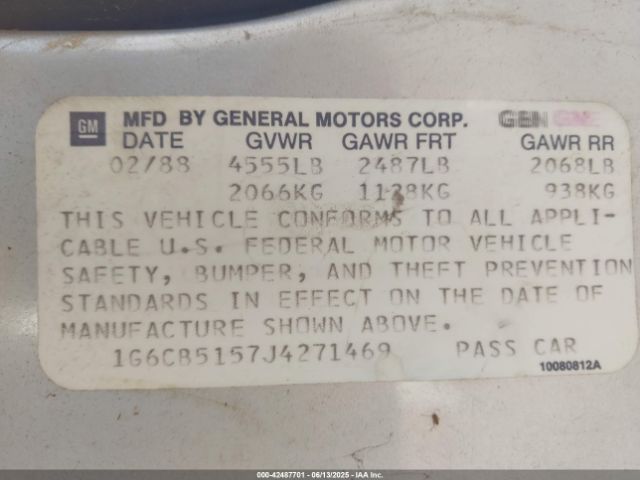 GM MFD BY GENERAL MOTORS CORP. GEN GME
DATE GVWR GAWR FRT GAWR RR
02/88 4555LB 2487LB 2068LB
2066KG 1128KG 938KG
THIS VEHICLE CONFORMS TO ALL APPLI-
CABLE U.S. FEDERAL MOTOR VEHICLE
SAFETY, BUMPER, AND THEFT PREVENTION
STANDARDS IN EFFECT ON THE DATE OF
MANUFACTURE SHOWN ABOVE.
1G6CB5157J4271469 PASS CAR
10080812A
000-42487701 - 06/13/2025 - IAA Inc.